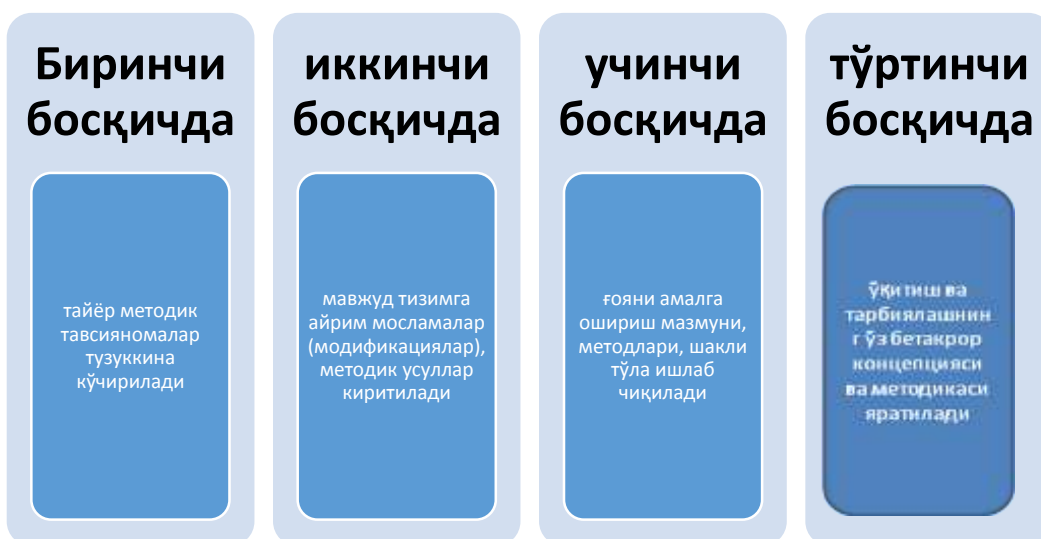 Биринчи
босқичда
тайёр методик
тавсияномалар
тузуккина
кўчирилади
иккинчи
босқичда
мавжуд тизимга
айрим мосламалар
(модификациялар),
методик усуллар
киритилади
учинчи
босқичда
ғояни амалга
ошириш мазмуни,
методлари, шакли
тўла ишлаб
чиқилади
тўртинчи
босқичда
ўқитиш ва
тарбиялашнин
г ўз бетакрор
концепцияси
ва методикаси
яратилади